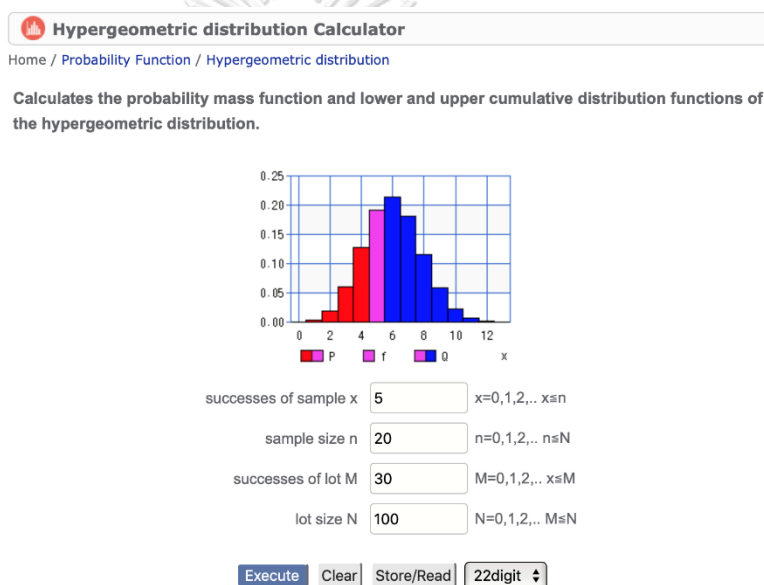 Hypergeometric distribution Calculator
Home / Probability Function / Hypergeometric distribution
Calculates the probability mass function and lower and upper cumulative distribution functions of
the hypergeometric distribution.
0.25
0.20
0.15
0.10
0.05
0.00
0 2 4 6 8 10 12
P f Q x
successes of sample x 5 x=0,1,2,.. x≤n
sample size n 20 n=0,1,2,.. n≤N
successes of lot M 30 M=0,1,2,.. x≤M
lot size N 100 N=0,1,2,.. M≤N
Execute Clear Store/Read 22digit